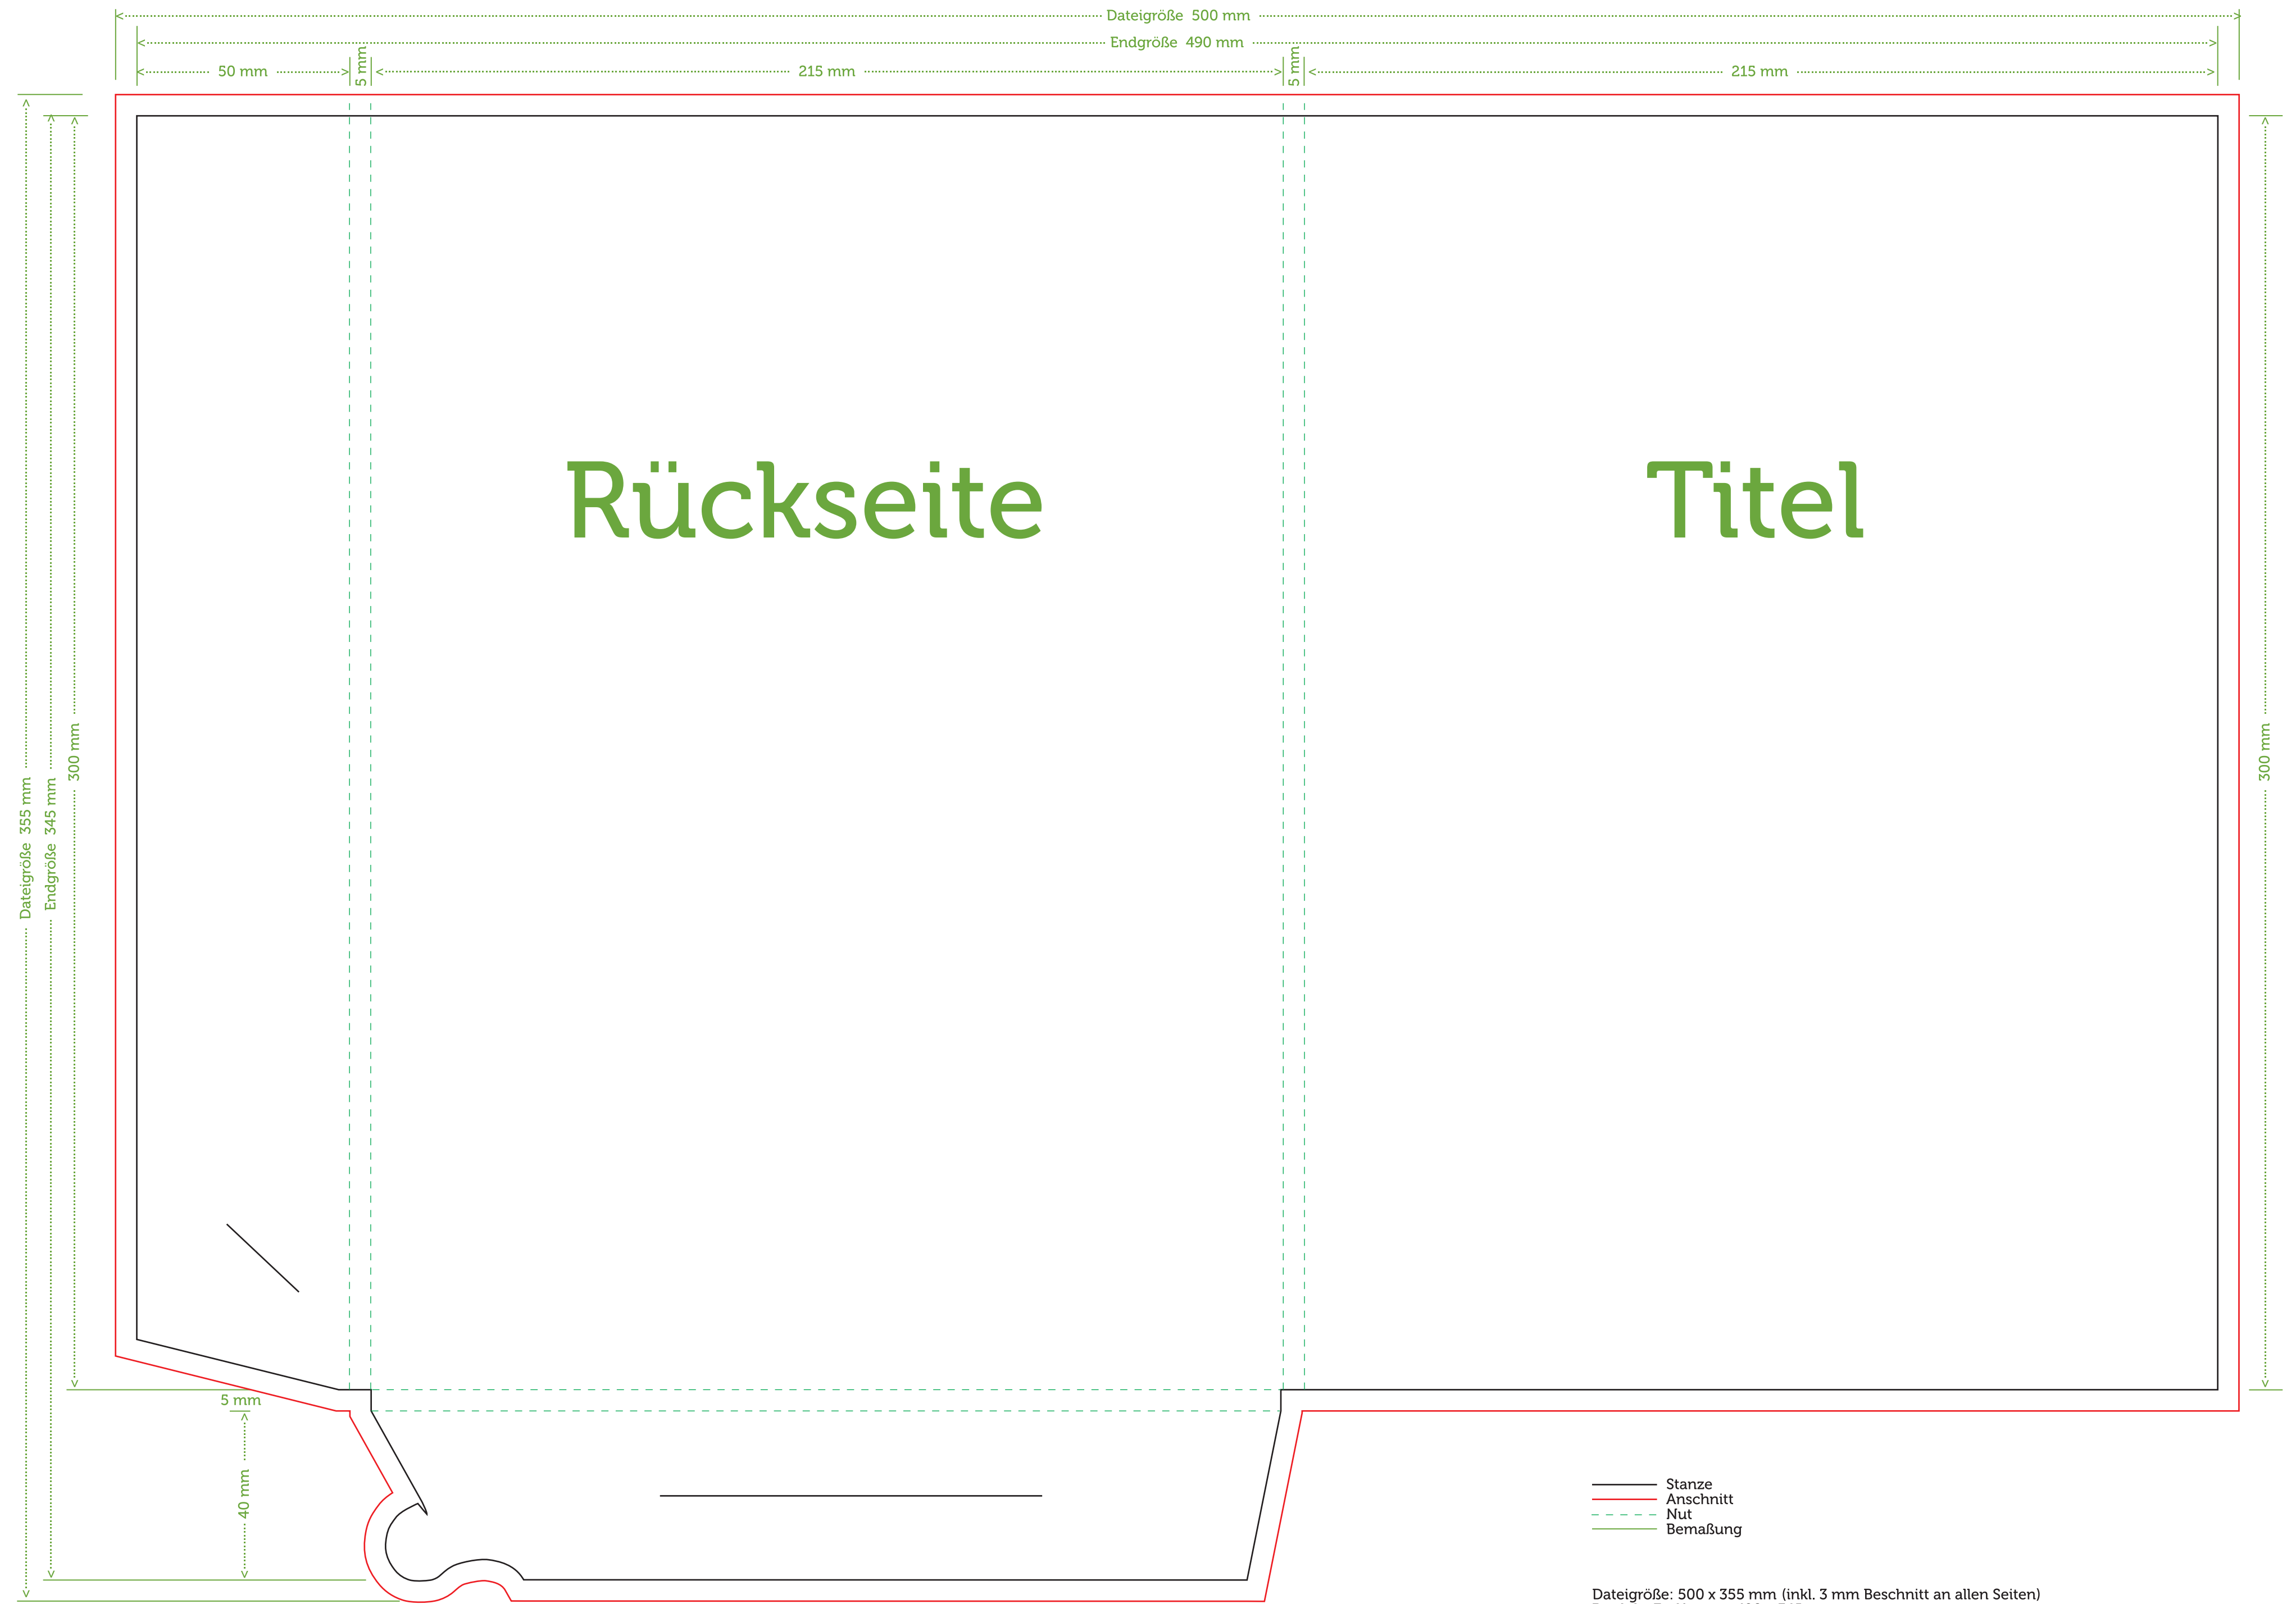 Dateigröße 500 mm
Endgröße 490 mm
50 mm
5 mm
215 mm
5 mm
215 mm
Rückseite
Titel
Dateigröße 355 mm
Endgröße 345 mm
300 mm
300 mm
5 mm
40 mm
Stanze
Anschnitt
Nut
Bemaßung
Dateigröße: 500 x 355 mm (inkl. 3 mm Beschnitt an allen Seiten)